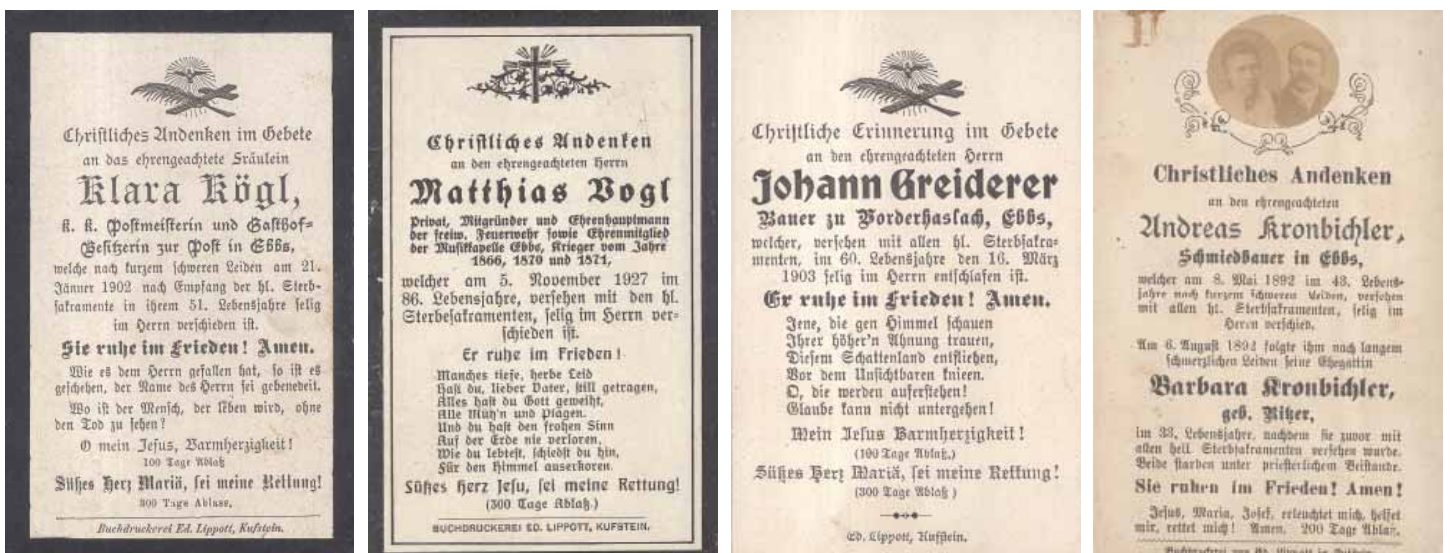 Christliches Andenken im Gebete
an das ehrengeachtete Fräulein
Klara Kögl,
k. k. Postmeisterin und Gasthof-
Besitzerin zur Post in Ebbs,
welche nach kurzem schweren Leiden am 21.
Jänner 1902 nach Empfang der hl. Sterb-
sakramente in ihrem 51. Lebensjahre selig
im Herrn verschieden ist.
Sie ruhe im Frieden! Amen.
Wie es dem Herrn gefallen hat, so ist es
geschehen, der Name des Herrn sei gebenedeit.
Wo ist der Mensch, der leben wird, ohne
den Tod zu sehen?
O mein Jesus, Barmherzigkeit!
100 Tage Ablaß
Süßes Herz Mariä, sei meine Rettung!
300 Tage Ablass.
Buchdruckerei Ed. Lippott, Kufstein.
Christliches Andenken
an den ehrengeachteten Herrn
Matthias Vogl
Privat, Mitgründer und Ehrenhauptmann
der freiw. Feuerwehr sowie Ehrenmitglied
der Musikkapelle Ebbs, Krieger vom Jahre
1866, 1870 und 1871,
welcher am 5. November 1927 im
86. Lebensjahre, versehen mit den hl.
Sterbesakramenten, selig im Herrn ver-
schieden ist.
Er ruhe im Frieden!
Manches tiefe, herbe Leid
Hast du, lieber Vater, still getragen,
Alles hast du Gott geweiht,
Alle Müh'n und Plagen.
Und du hast den frohen Sinn
Auf der Erde nie verloren,
Wie du lebtest, schiedst du hin,
Für den Himmel auserkoren.
Süßes Herz Jesu, sei meine Rettung!
(300 Tage Ablaß.)
BUCHDRUCKEREI ED. LIPPOTT, KUFSTEIN.
Christliche Erinnerung im Gebete
an den ehrengeachteten Herrn
Johann Greiderer
Bauer zu Vorderhaslach, Ebbs,
welcher, versehen mit allen hl. Sterbsakra-
menten, im 60. Lebensjahre den 16. März
1903 selig im Herrn entschlafen ist.
Er ruhe im Frieden! Amen.
Jene, die gen Himmel schauen
Ihrer höher'n Ahnung trauen,
Diesem Schattenland entfliehen,
Vor dem Unsichtbaren knieen.
O, die werden auferstehen!
Glaube kann nicht untergehen!
Mein Jesus Barmherzigkeit!
(100 Tage Ablaß.)
Süßes Herz Mariä, sei meine Rettung!
(300 Tage Ablaß.)
Ed. Lippott, Kufstein.
Christliches Andenken
an den ehrengeachteten
Andreas Kronbichler,
Schmiedbauer in Ebbs,
welcher am 8. Mai 1892 im 43. Lebens-
jahre nach kurzem schweren Leiden, versehen
mit allen hl. Sterbsakramenten, selig im
Herrn verschien.
Am 6. August 1892 folgte ihm nach langem
schmerzlichen Leiden seine Ehegattin
Barbara Kronbichler,
geb. Ritzer,
im 33. Lebensjahre, nachdem sie zuvor mit
allen heil. Sterbsakramenten versehen wurde.
Beide starben unter priesterlichem Beistande.
Sie ruhen im Frieden! Amen!
Jesus, Maria, Josef, erleuchtet mich, helfet
mir, rettet mich! Amen. 200 Tage Ablaß.